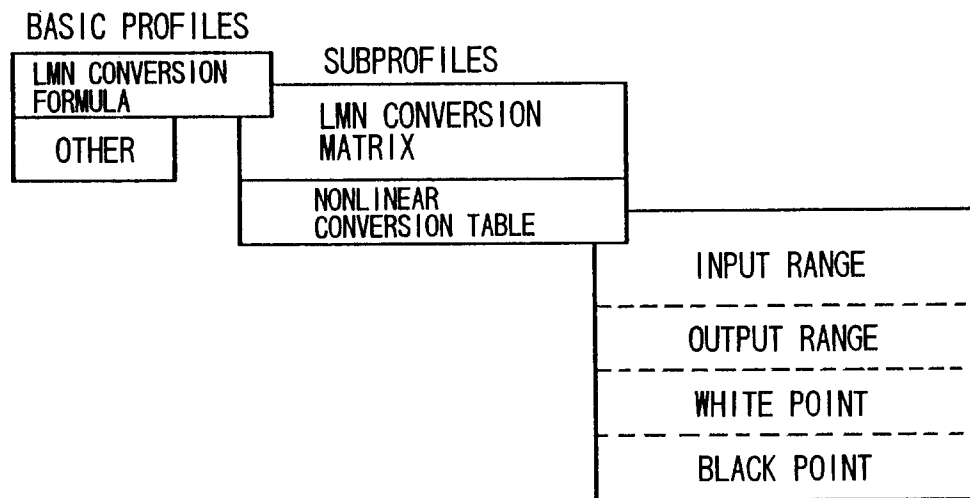 BASIC PROFILES
LMN CONVERSION
FORMULA
OTHER
SUBPROFILES
LMN CONVERSION
MATRIX
NONLINEAR
CONVERSION TABLE
INPUT RANGE
OUTPUT RANGE
WHITE POINT
BLACK POINT